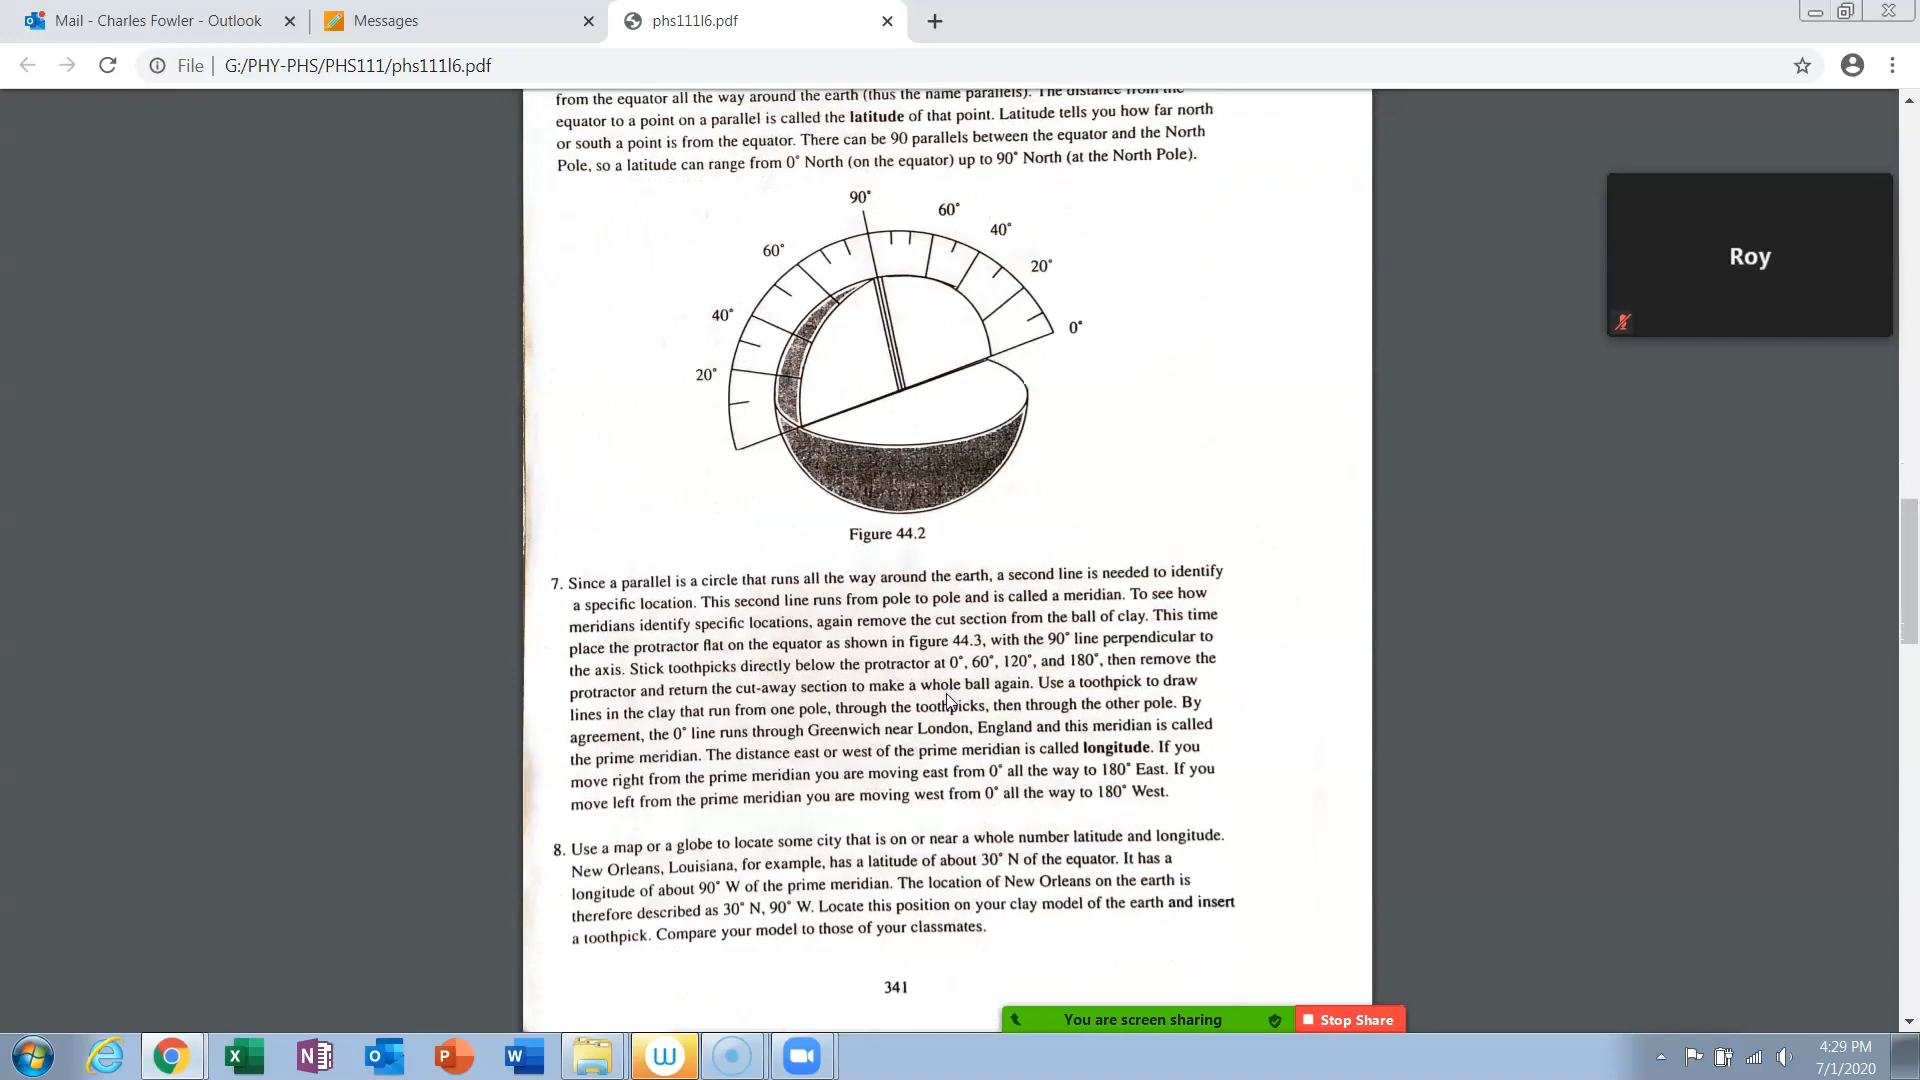 Mail - Charles Fowler - Outlook
Messages
phs111l6.pdf
File | G:/PHY-PHS/PHS111/phs111l6.pdf
from the equator all the way around the earth (thus the name parallels). The distance from the
equator to a point on a parallel is called the latitude of that point. Latitude tells you how far north
or south a point is from the equator. There can be 90 parallels between the equator and the North
Pole, so a latitude can range from 0° North (on the equator) up to 90° North (at the North Pole).
90°
60°
60°
40°
20°
40°
0°
20°
Figure 44.2
7. Since a parallel is a circle that runs all the way around the earth, a second line is needed to identify
a specific location. This second line runs from pole to pole and is called a meridian. To see how
meridians identify specific locations, again remove the cut section from the ball of clay. This time
place the protractor flat on the equator as shown in figure 44.3, with the 90° line perpendicular to
the axis. Stick toothpicks directly below the protractor at 0°, 60°, 120°, and 180°, then remove the
protractor and return the cut-away section to make a whole ball again. Use a toothpick to draw
lines in the clay that run from one pole, through the toothpicks, then through the other pole. By
agreement, the 0° line runs through Greenwich near London, England and this meridian is called
the prime meridian. The distance east or west of the prime meridian is called longitude. If you
move right from the prime meridian you are moving east from 0° all the way to 180° East. If you
move left from the prime meridian you are moving west from 0° all the way to 180° West.
8. Use a map or a globe to locate some city that is on or near a whole number latitude and longitude.
New Orleans, Louisiana, for example, has a latitude of about 30° N of the equator. It has a
longitude of about 90° W of the prime meridian. The location of New Orleans on the earth is
therefore described as 30° N, 90° W. Locate this position on your clay model of the earth and insert
a toothpick. Compare your model to those of your classmates.
341
Roy
You are screen sharing
Stop Share
4:29 PM
7/1/2020